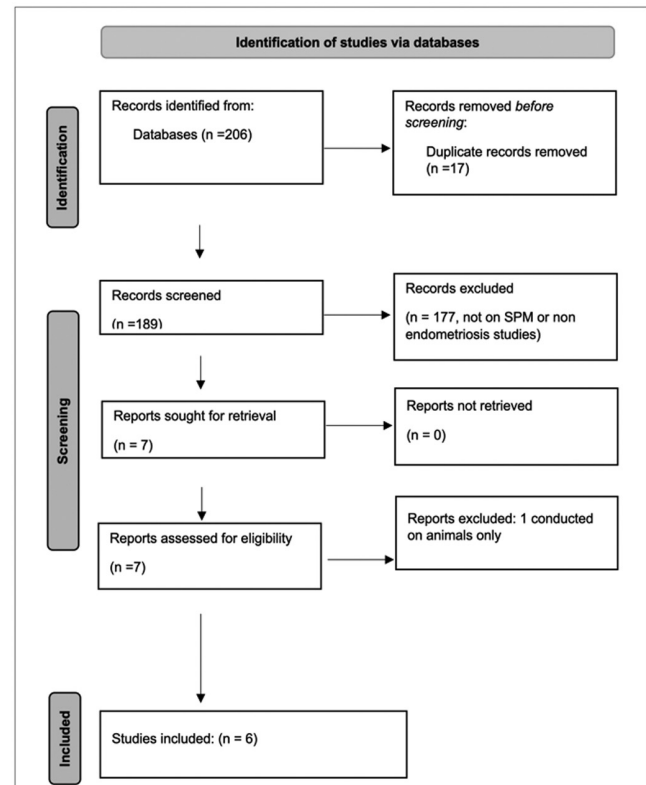 Identification of studies via databases
Identification
Records identified from:
Databases (n =206)
Records removed before
screening:
Duplicate records removed
(n =17)
Screening
Records screened
(n =189)
Records excluded
(n = 177, not on SPM or non
endometriosis studies)
Reports sought for retrieval
(n = 7)
Reports not retrieved
(n = 0)
Reports assessed for eligibility
(n =7)
Reports excluded: 1 conducted
on animals only
Included
Studies included: (n = 6)